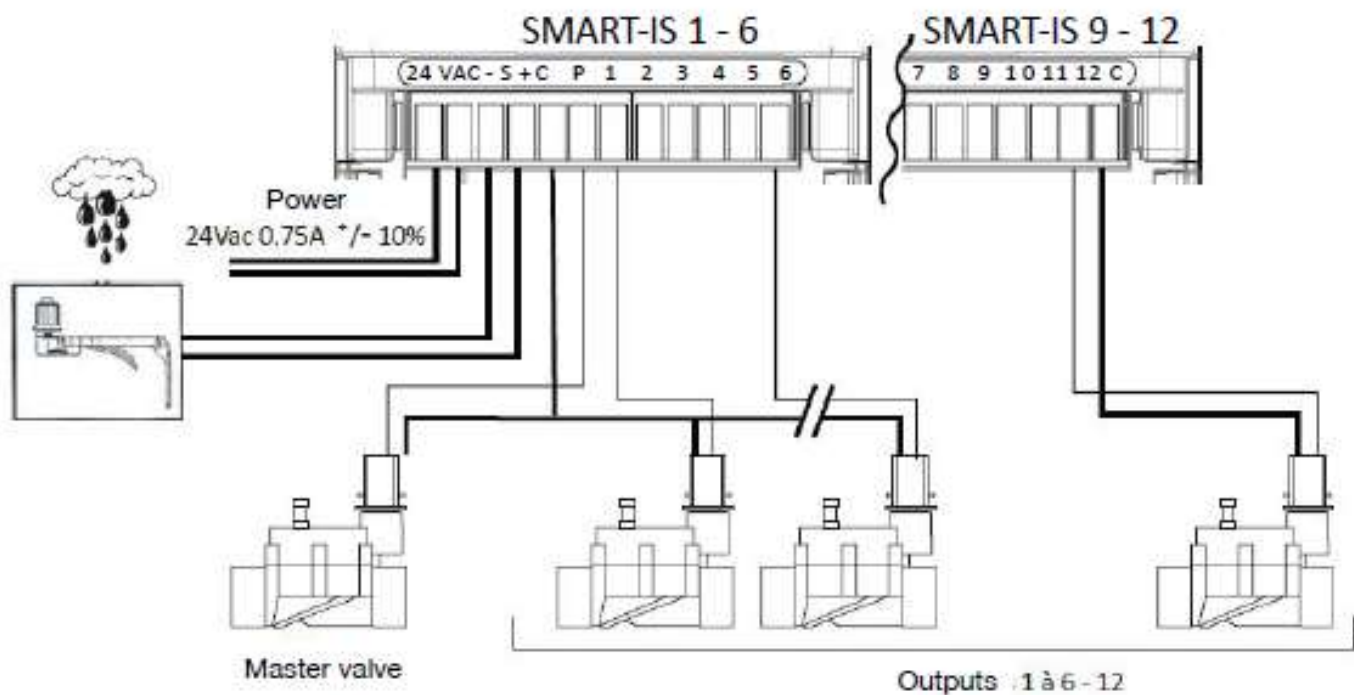 SMART-IS 1 - 6
SMART-IS 9 - 12
24 VAC - S + C P 1 2 3 4 5 6
7 8 9 10 11 12 C
Power
24Vac 0.75A +/- 10%
Master valve
Outputs : 1 à 6 - 12